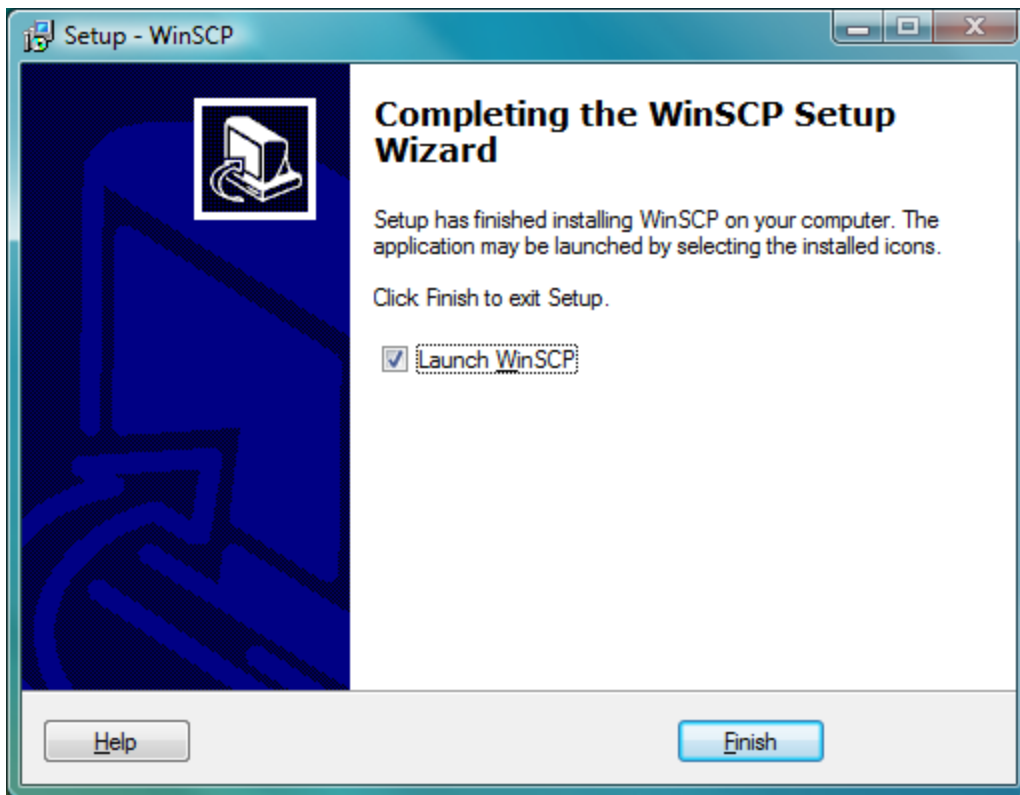 Setup - WinSCP
Completing the WinSCP Setup
Wizard
Setup has finished installing WinSCP on your computer. The
application may be launched by selecting the installed icons.
Click Finish to exit Setup.
Launch WinSCP
Help
Finish